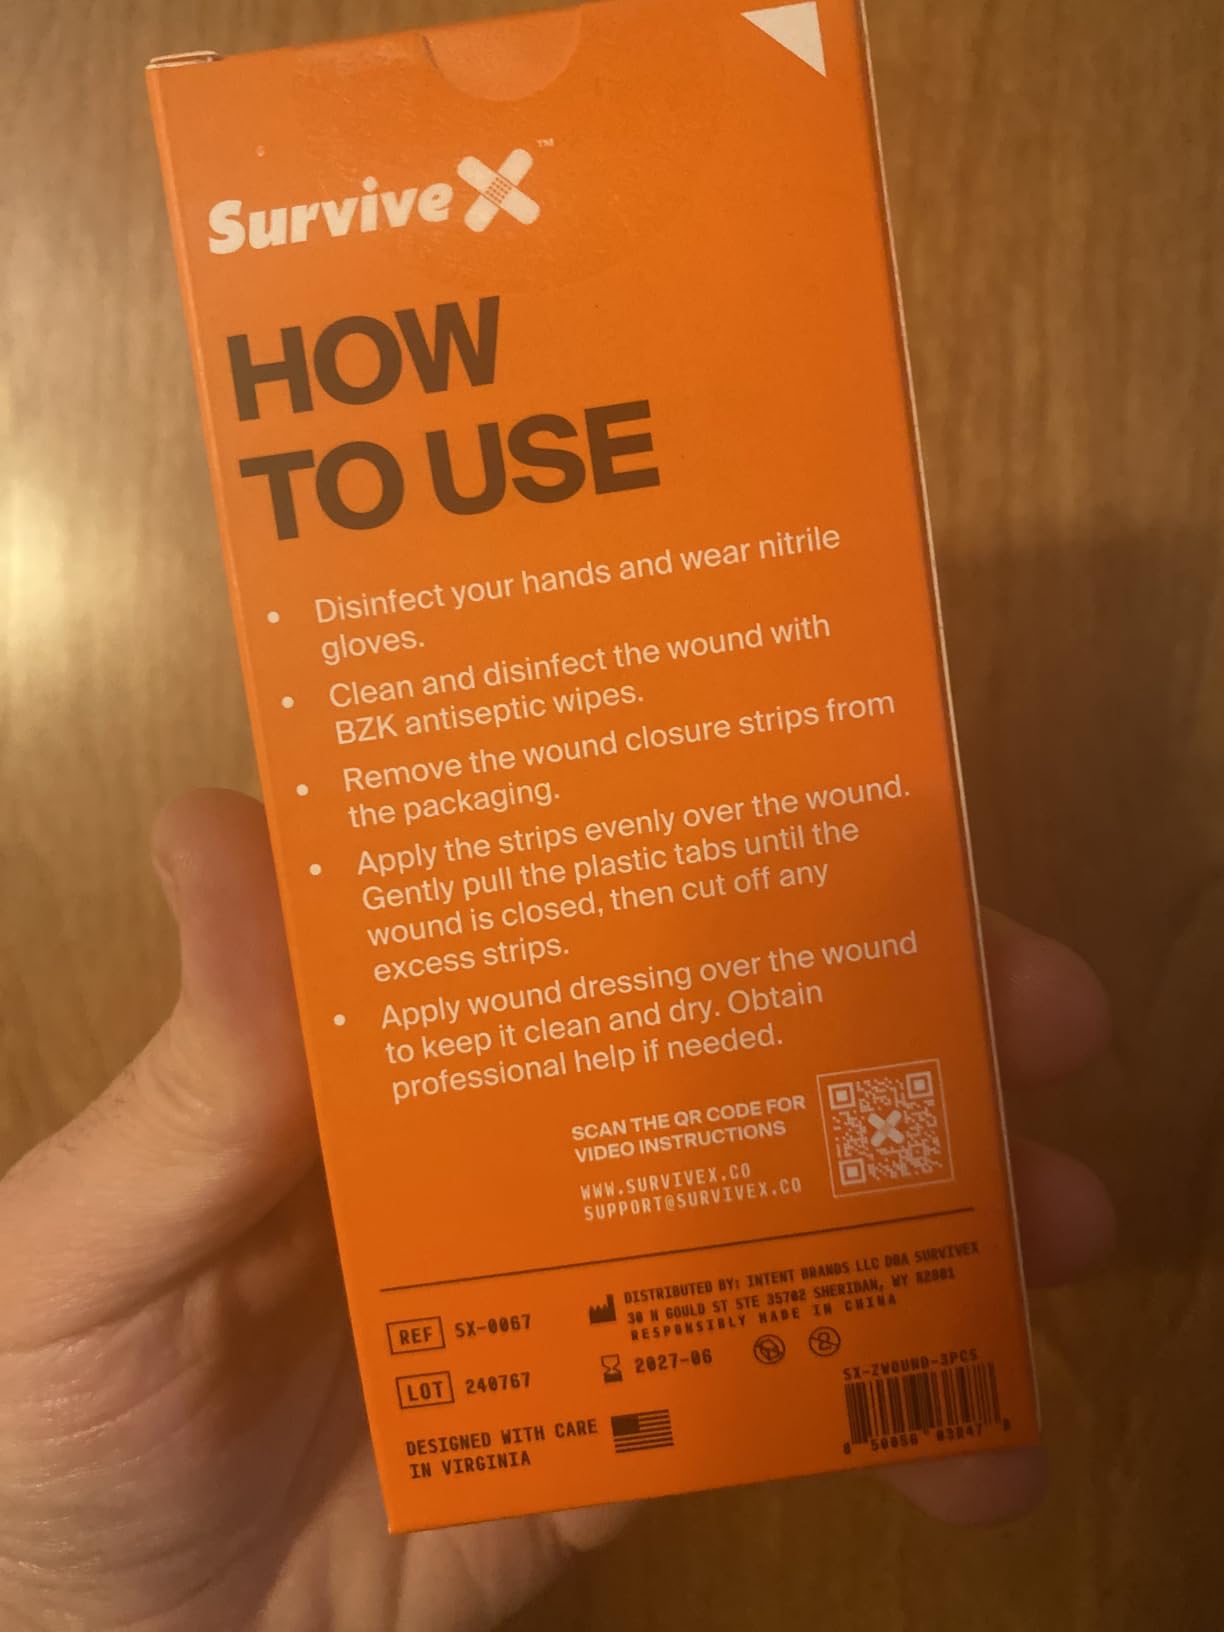 SurviveX™
HOW
TO USE
• Disinfect your hands and wear nitrile
gloves.
• Clean and disinfect the wound with
BZK antiseptic wipes.
• Remove the wound closure strips from
the packaging.
• Apply the strips evenly over the wound.
Gently pull the plastic tabs until the
wound is closed, then cut off any
excess strips.
• Apply wound dressing over the wound
to keep it clean and dry. Obtain
professional help if needed.
SCAN THE QR CODE FOR
VIDEO INSTRUCTIONS
WWW.SURVIVEX.CO
SUPPORT@SURVIVEX.CO
REF SX-0067
LOT 240767
DESIGNED WITH CARE
IN VIRGINIA
DISTRIBUTED BY: INTENT BRANDS LLC DBA SURVIVEX
30 N GOULD ST STE 35702 SHERIDAN, WY 82801
RESPONSIBLY MADE IN CHINA
2027-06
2
SX-ZWOUND-3PCS